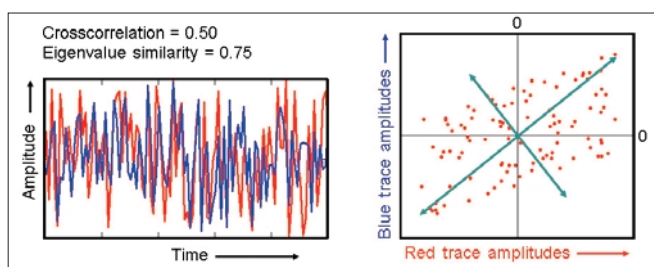 Crosscorrelation = 0.50
Eigenvalue similarity = 0.75
Amplitude
Time
0
0
Blue trace amplitudes
Red trace amplitudes